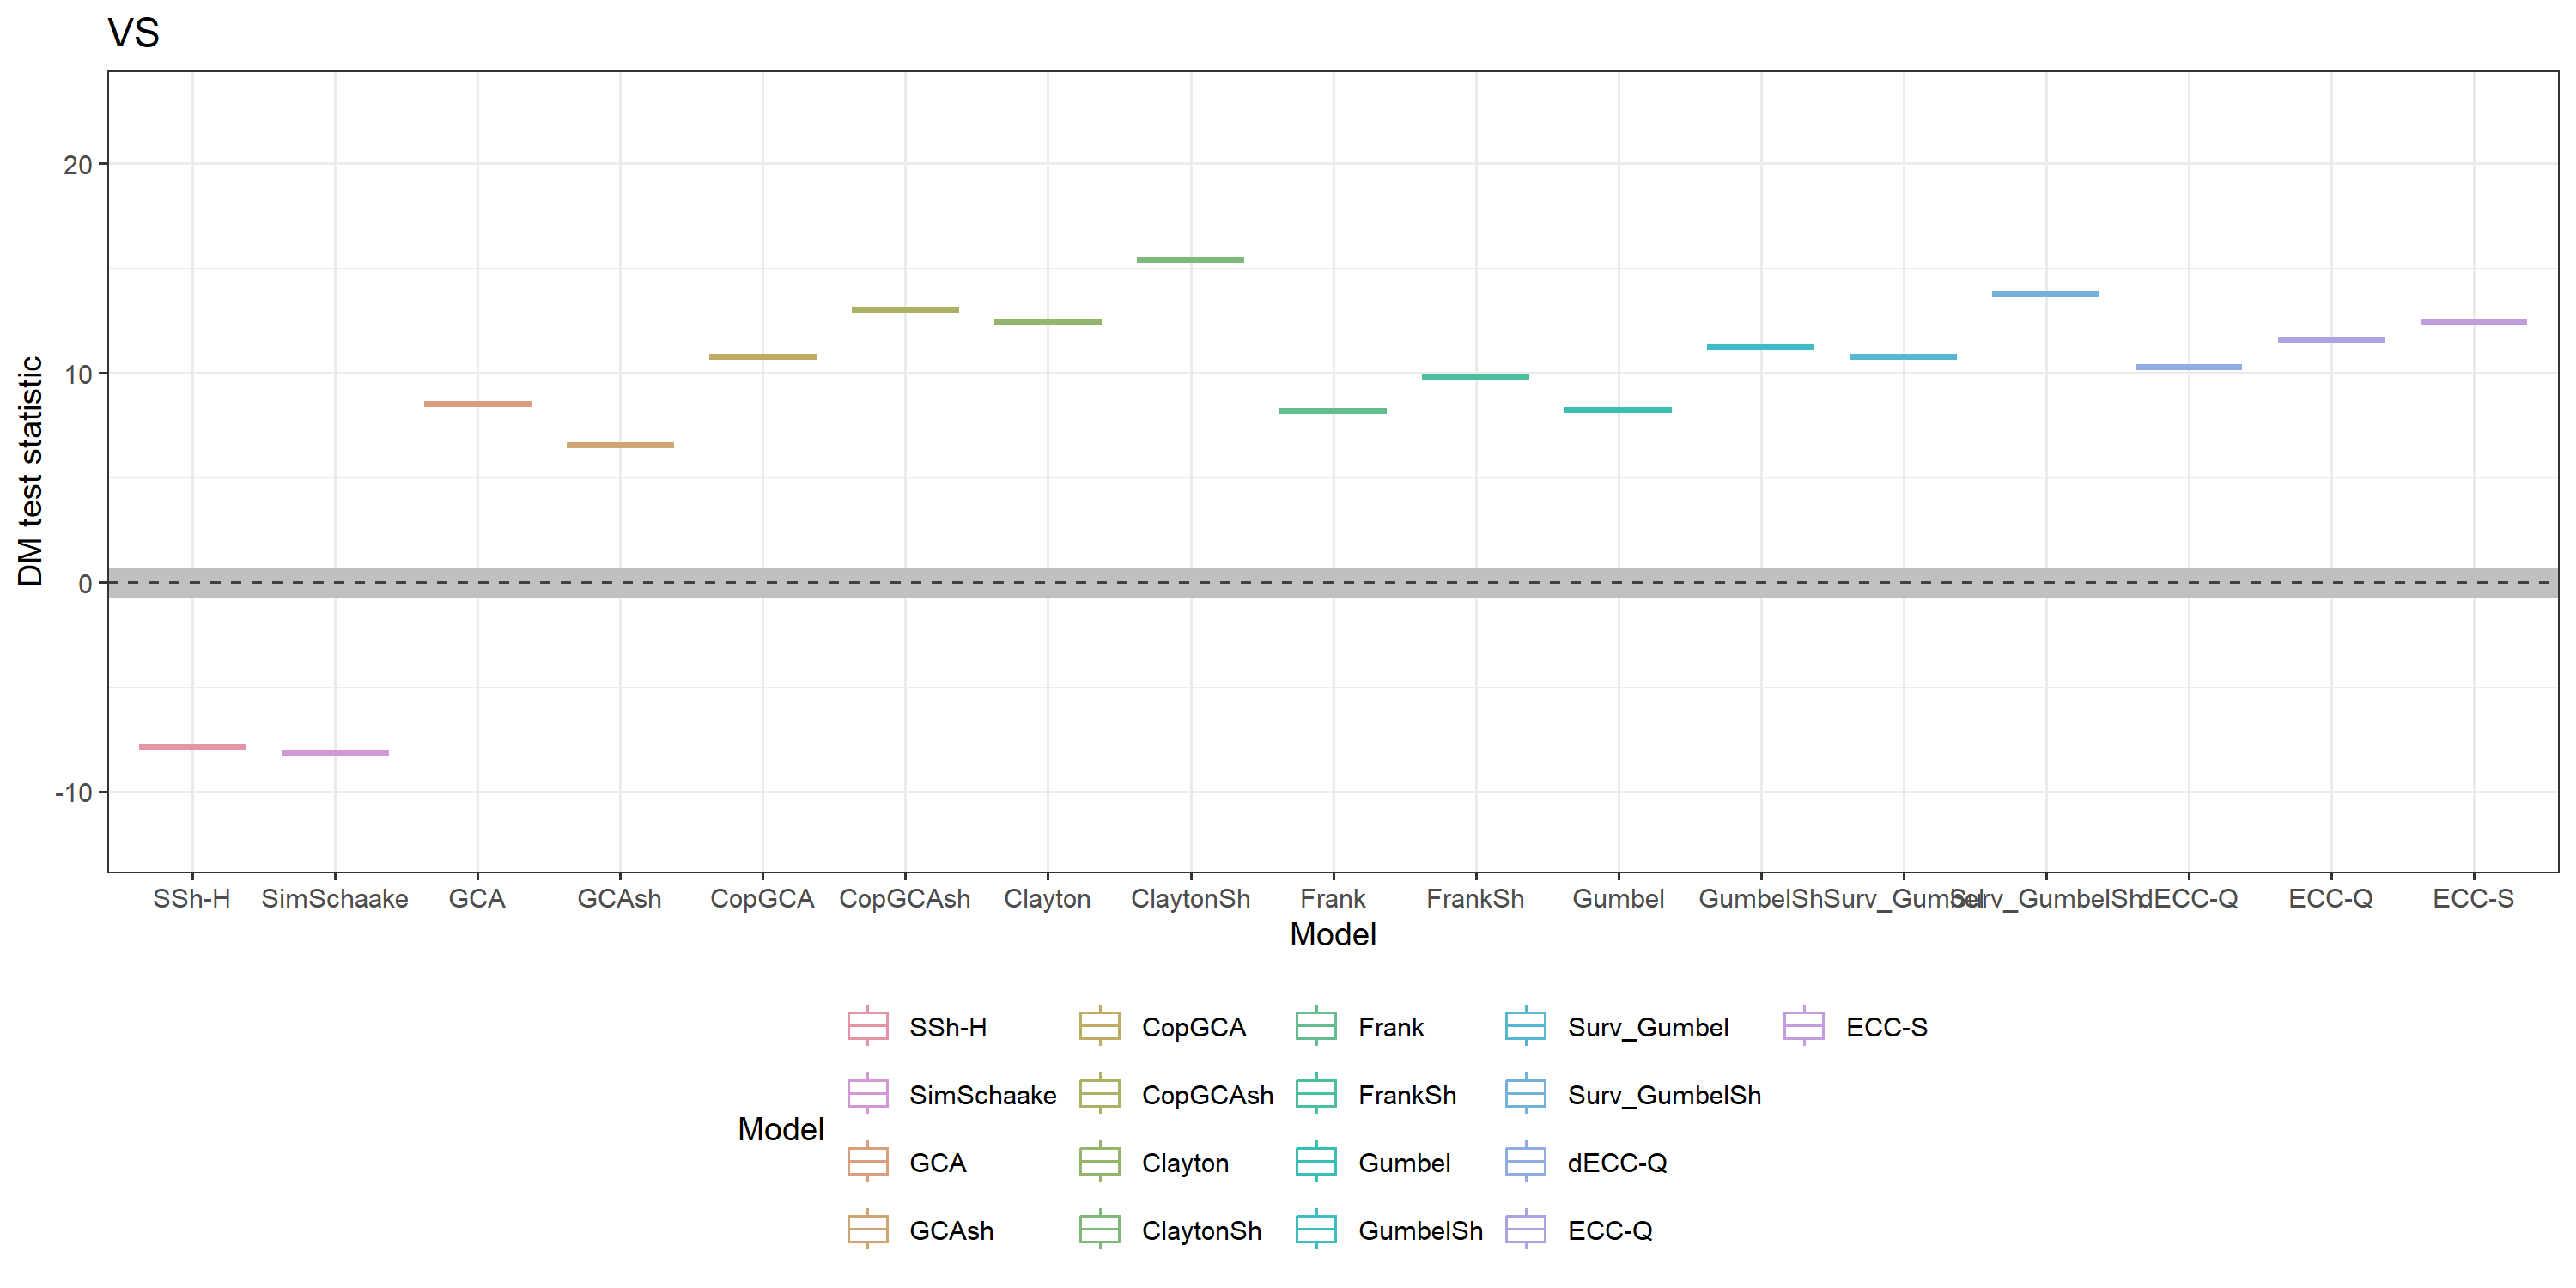 VS
DM test statistic
20
10
0
-10
SSh-H SimSchaake GCA GCAsh CopGCA CopGCAsh Clayton ClaytonSh Frank FrankSh Gumbel GumbelSh Surv_Gumbel Surv_GumbelSh dECC-Q ECC-Q ECC-S
Model
Model
SSh-H CopGCA Frank Surv_Gumbel ECC-S
SimSchaake CopGCAsh FrankSh Surv_GumbelSh
GCA Clayton Gumbel dECC-Q
GCAsh ClaytonSh GumbelSh ECC-Q